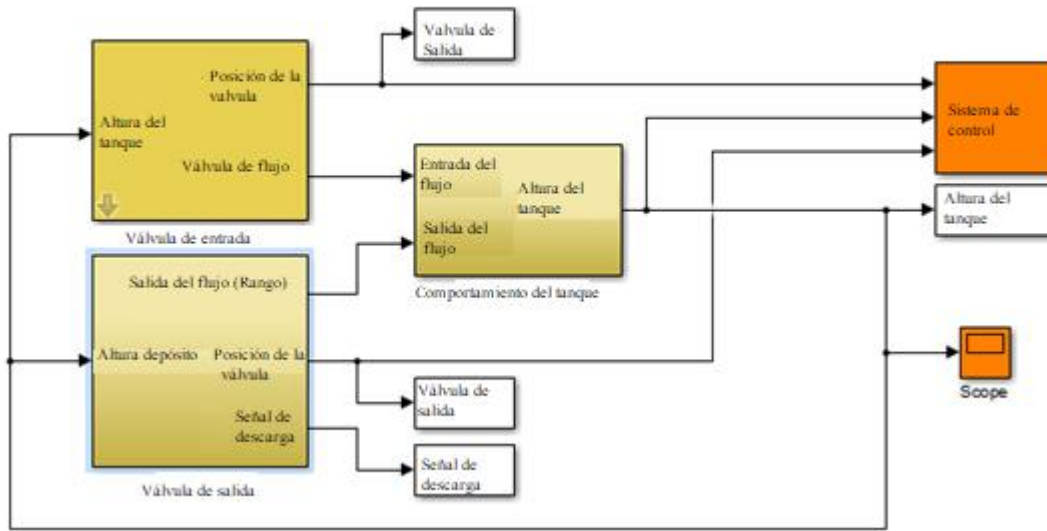 Valvula de
Salida
Posición de la
valvula
Altura del
tanque
Válvula de flujo
Válvula de entrada
Entrada del
flujo
Altura del
tanque
Salida del
flujo
Comportamiento del tanque
Sistema de
control
Altura del
tanque
Salida del flujo (Rango)
Altura depósito
Posición de la
válvula
Señal de
descarga
Válvula de salida
Válvula de
salida
Señal de
descarga
Scope